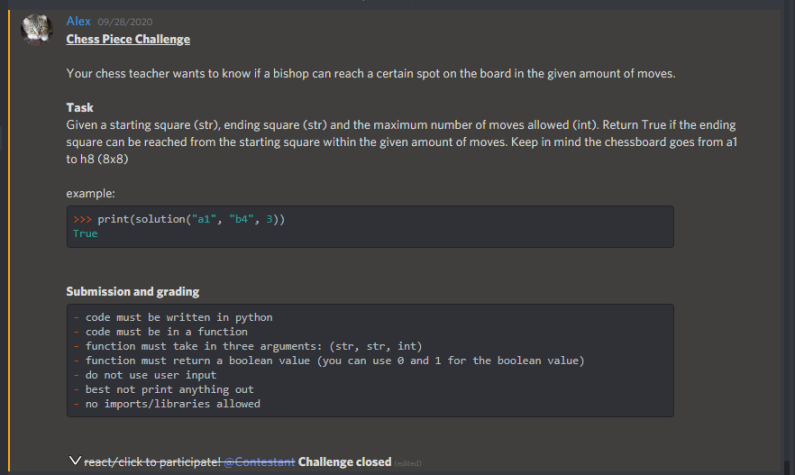 Alex 09/28/2020
Chess Piece Challenge
Your chess teacher wants to know if a bishop can reach a certain spot on the board in the given amount of moves.
Task
Given a starting square (str), ending square (str) and the maximum number of moves allowed (int). Return True if the ending
square can be reached from the starting square within the given amount of moves. Keep in mind the chessboard goes from a1
to h8 (8x8)
example:
>>> print(solution("a1", "b4", 3))
True
Submission and grading
- code must be written in python
- code must be in a function
- function must take in three arguments: (str, str, int)
- function must return a boolean value (you can use 0 and 1 for the boolean value)
- do not use user input
- best not print anything out
- no imports/libraries allowed
react/click to participate! @Contestant Challenge closed (edited)